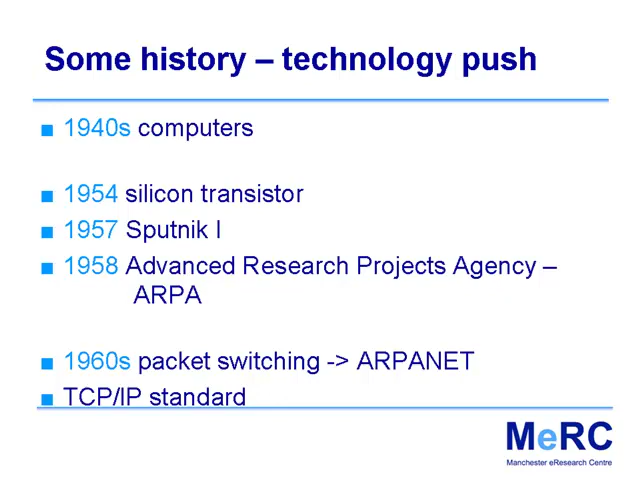 Some history – technology push
■ 1940s computers
■ 1954 silicon transistor
■ 1957 Sputnik I
■ 1958 Advanced Research Projects Agency –
ARPA
■ 1960s packet switching -> ARPANET
■ TCP/IP standard
MeRC
Manchester eResearch Centre